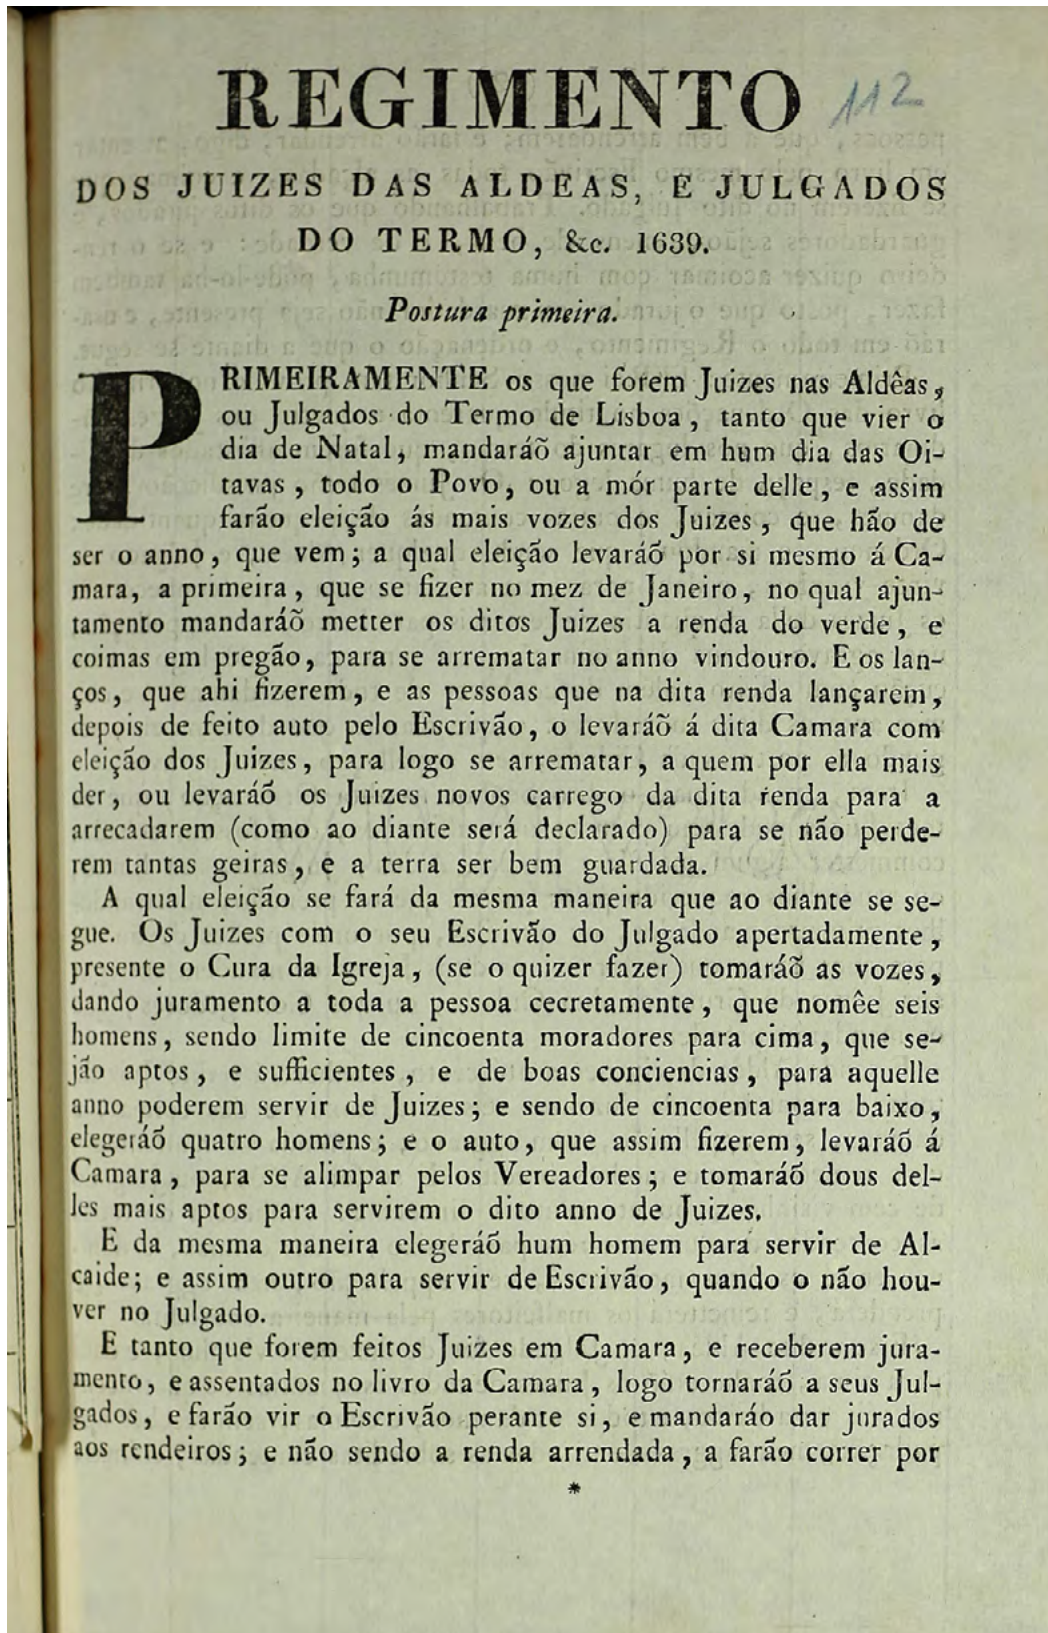 REGIMENTO 112
DOS JUIZES DAS ALDEAS, E JULGADOS
DO TERMO, &c. 1639.
Postura primeira.
PRIMEIRAMENTE os que forem Juizes nas Aldêas,
ou Julgados do Termo de Lisboa, tanto que vier o
dia de Natal, mandaráõ ajuntar em hum dia das Oi-
tavas, todo o Povo, ou a mór parte delle, e assim
farão eleição ás mais vozes dos Juizes, que hão de
ser o anno, que vem; a qual eleição levaráõ por si mesmo á Ca-
mara, a primeira, que se fizer no mez de Janeiro, no qual ajun-
tamento mandaráõ metter os ditos Juizes a renda do verde, e
coimas em pregão, para se arrematar no anno vindouro. E os lan-
ços, que ahi fizerem, e as pessoas que na dita renda lançarem,
depois de feito auto pelo Escrivão, o levaráõ á dita Camara com
eleição dos Juizes, para logo se arrematar, a quem por ella mais
der, ou levaráõ os Juizes novos carrego da dita renda para a
arrecadarem (como ao diante será declarado) para se não perde-
rem tantas geiras, e a terra ser bem guardada.
A qual eleição se fará da mesma maneira que ao diante se se-
gue. Os Juizes com o seu Escrivão do Julgado apertadamente,
presente o Cura da Igreja, (se o quizer fazer) tomaráõ as vozes,
dando juramento a toda a pessoa cecretamente, que nomêe seis
homens, sendo limite de cincoenta moradores para cima, que se-
jão aptos, e sufficientes, e de boas conciencias, para aquelle
anno poderem servir de Juizes; e sendo de cincoenta para baixo,
elegeráõ quatro homens; e o auto, que assim fizerem, levaráõ á
Camara, para se alimpar pelos Vereadores; e tomaráõ dous del-
les mais aptos para servirem o dito anno de Juizes.
E da mesma maneira elegeráõ hum homem para servir de Al-
caide; e assim outro para servir de Escrivão, quando o não hou-
ver no Julgado.
E tanto que forem feitos Juizes em Camara, e receberem jura-
mento, e assentados no livro da Camara, logo tornaráõ a seus Jul-
gados, e farão vir o Escrivão perante si, e mandaráo dar jurados
aos rendeiros; e não sendo a renda arrendada, a farão correr por
*